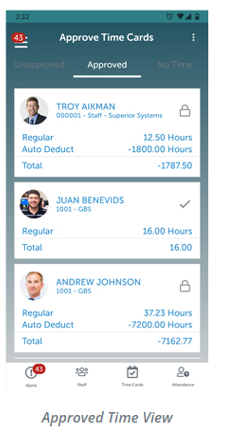 2:32
43
Approve Time Cards
Unapproved Approved No Time
TROY AIKMAN
000001 - Staff - Superior Systems
Regular 12.50 Hours
Auto Deduct -1800.00 Hours
Total -1787.50
JUAN BENEVIDS
1001 - GBS
Regular 16.00 Hours
Total 16.00
ANDREW JOHNSON
1001 - GBS
Regular 37.23 Hours
Auto Deduct -7200.00 Hours
Total -7162.77
43
Alerts Staff Time Cards Attendance
Approved Time View